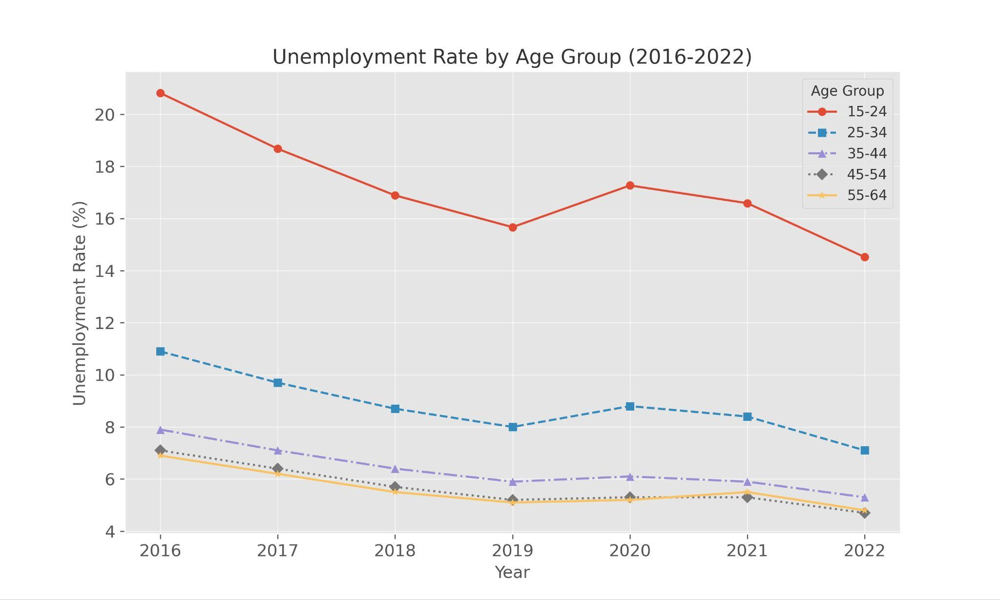 Unemployment Rate by Age Group (2016-2022)
Age Group
15-24
25-34
35-44
45-54
55-64
Unemployment Rate (%)
20
18
16
14
12
10
8
6
4
2016 2017 2018 2019 2020 2021 2022
Year